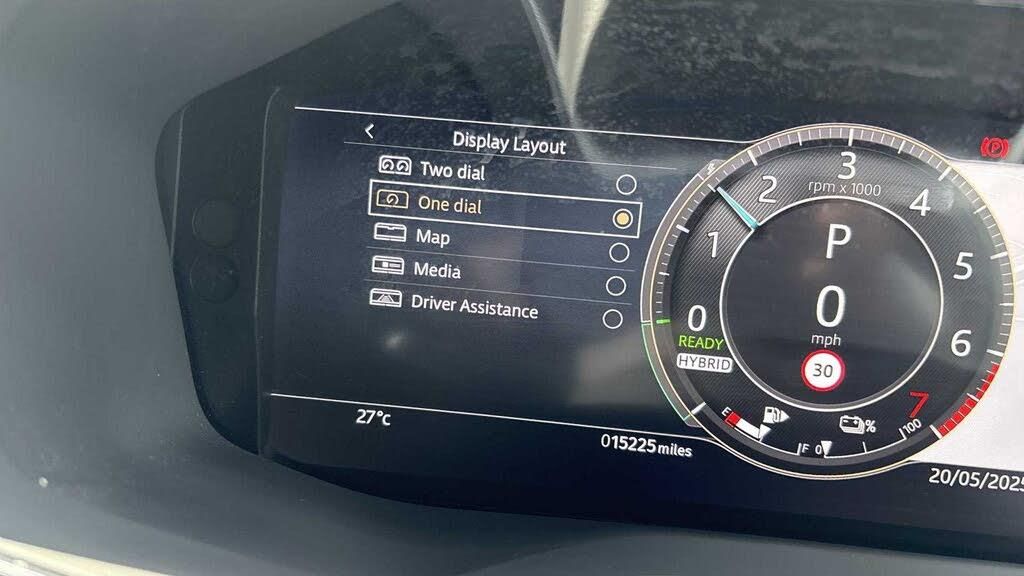 Display Layout
Two dial
One dial
Map
Media
Driver Assistance
27°c
015225 miles
0
1
2
3
4
5
6
7
rpm x 1000
P
0
mph
30
READY
HYBRID
E
F
0
%
100
20/05/2025
(P)